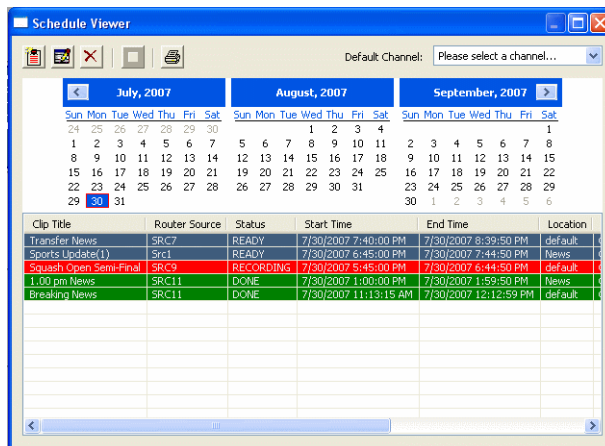 Schedule Viewer
Default Channel: Please select a channel...
July, 2007 August, 2007 September, 2007
Sun Mon Tue Wed Thu Fri Sat Sun Mon Tue Wed Thu Fri Sat Sun Mon Tue Wed Thu Fri Sat
24 25 26 27 28 29 30 1 2 3 4 1
1 2 3 4 5 6 7 5 6 7 8 9 10 11 2 3 4 5 6 7 8
8 9 10 11 12 13 14 12 13 14 15 16 17 18 9 10 11 12 13 14 15
15 16 17 18 19 20 21 19 20 21 22 23 24 25 16 17 18 19 20 21 22
22 23 24 25 26 27 28 26 27 28 29 30 31 23 24 25 26 27 28 29
29 30 31 30 1 2 3 4 5 6
Clip Title Router Source Status Start Time End Time Location
Transfer News SRC7 READY 7/30/2007 7:40:00 PM 7/30/2007 8:39:50 PM default
Sports Update(1) Src1 READY 7/30/2007 6:45:00 PM 7/30/2007 7:44:50 PM News
Squash Open Semi-Final SRC9 RECORDING 7/30/2007 5:45:00 PM 7/30/2007 6:44:50 PM default
1.00 pm News SRC11 DONE 7/30/2007 1:00:00 PM 7/30/2007 1:59:50 PM News
Breaking News SRC11 DONE 7/30/2007 11:13:15 AM 7/30/2007 12:12:59 PM default